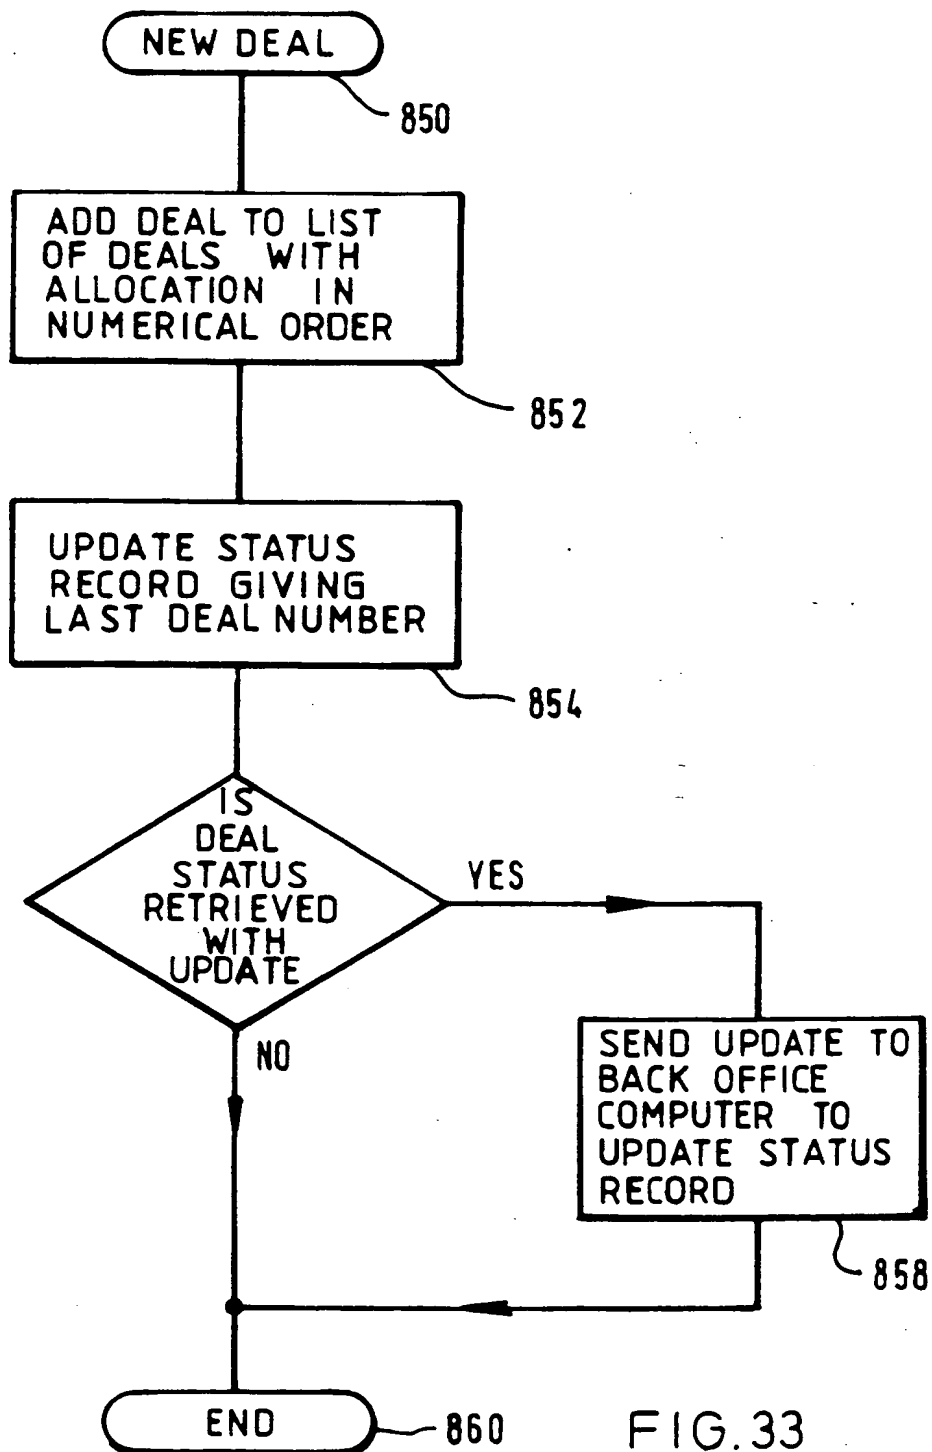 NEW DEAL
850
ADD DEAL TO LIST
OF DEALS WITH
ALLOCATION IN
NUMERICAL ORDER
852
UPDATE STATUS
RECORD GIVING
LAST DEAL NUMBER
854
IS
DEAL
STATUS
RETRIEVED
WITH
UPDATE
YES
NO
SEND UPDATE TO
BACK OFFICE
COMPUTER TO
UPDATE STATUS
RECORD
858
END
860
FIG.33